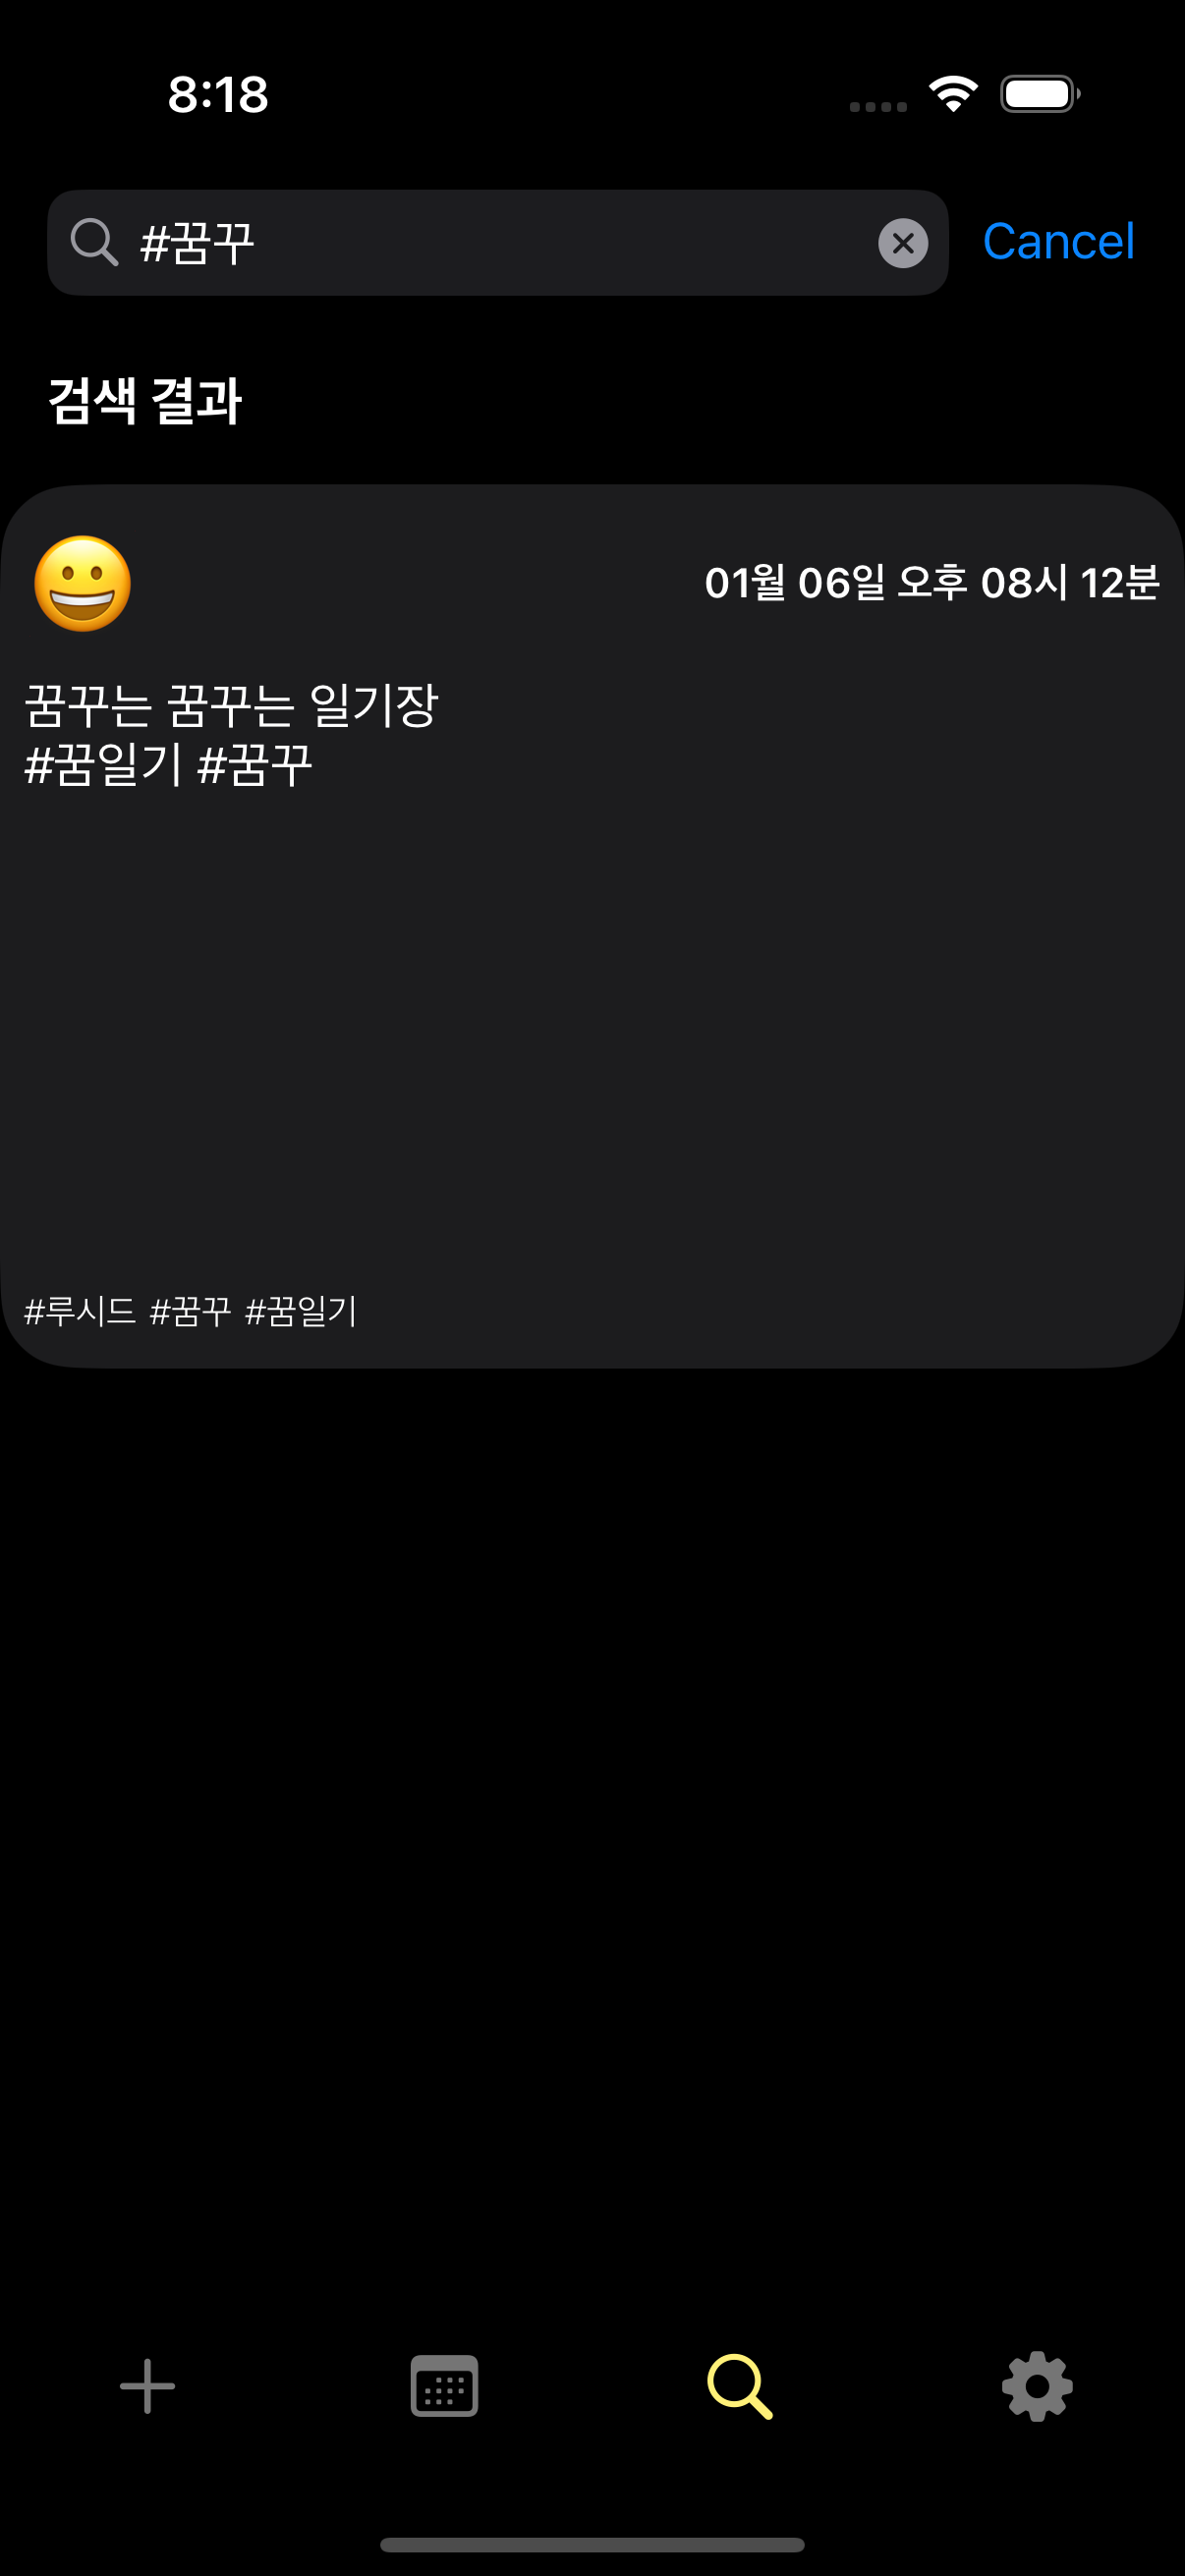 8:18
#꿈꾸
Cancel
검색 결과
01월 06일 오후 08시 12분
꿈꾸는 꿈꾸는 일기장
#꿈일기 #꿈꾸
#루시드 #꿈꾸 #꿈일기